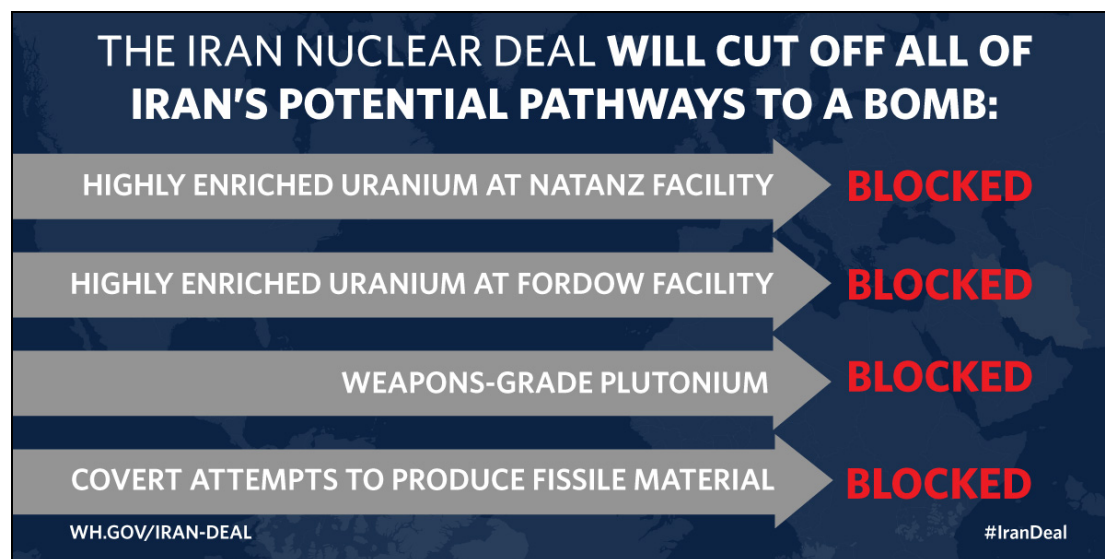 THE IRAN NUCLEAR DEAL WILL CUT OFF ALL OF
IRAN'S POTENTIAL PATHWAYS TO A BOMB:
HIGHLY ENRICHED URANIUM AT NATANZ FACILITY BLOCKED
HIGHLY ENRICHED URANIUM AT FORDOW FACILITY BLOCKED
WEAPONS-GRADE PLUTONIUM BLOCKED
COVERT ATTEMPTS TO PRODUCE FISSILE MATERIAL BLOCKED
WH.GOV/IRAN-DEAL #IranDeal